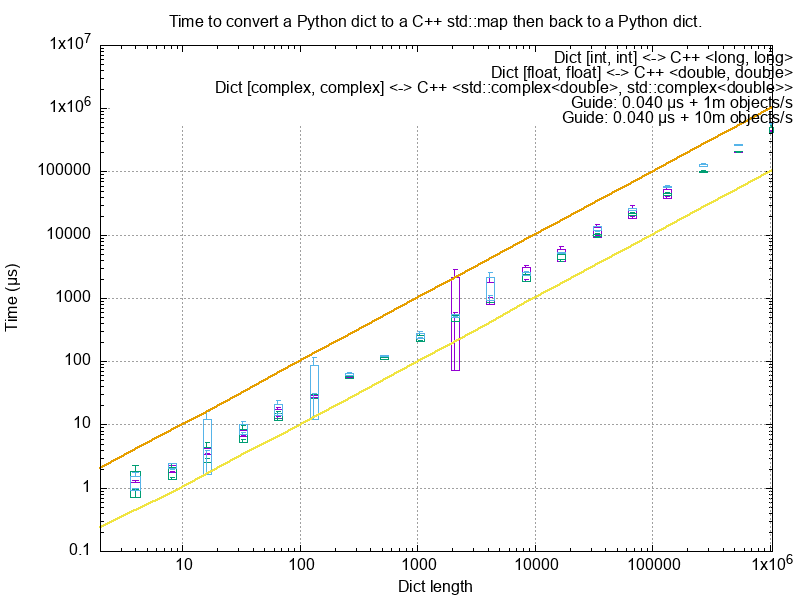 Time to convert a Python dict to a C++ std::map then back to a Python dict.
1x10^7
Dict [int, int] <-> C++ <long, long>
Dict [float, float] <-> C++ <double, double>
Dict [complex, complex] <-> C++ <std::complex<double>, std::complex<double>>
1x10^6
Guide: 0.040 µs + 1m objects/s
Guide: 0.040 µs + 10m objects/s
100000
10000
1000
100
10
1
0.1
Time (µs)
10
100
1000
10000
100000
1x10^6
Dict length